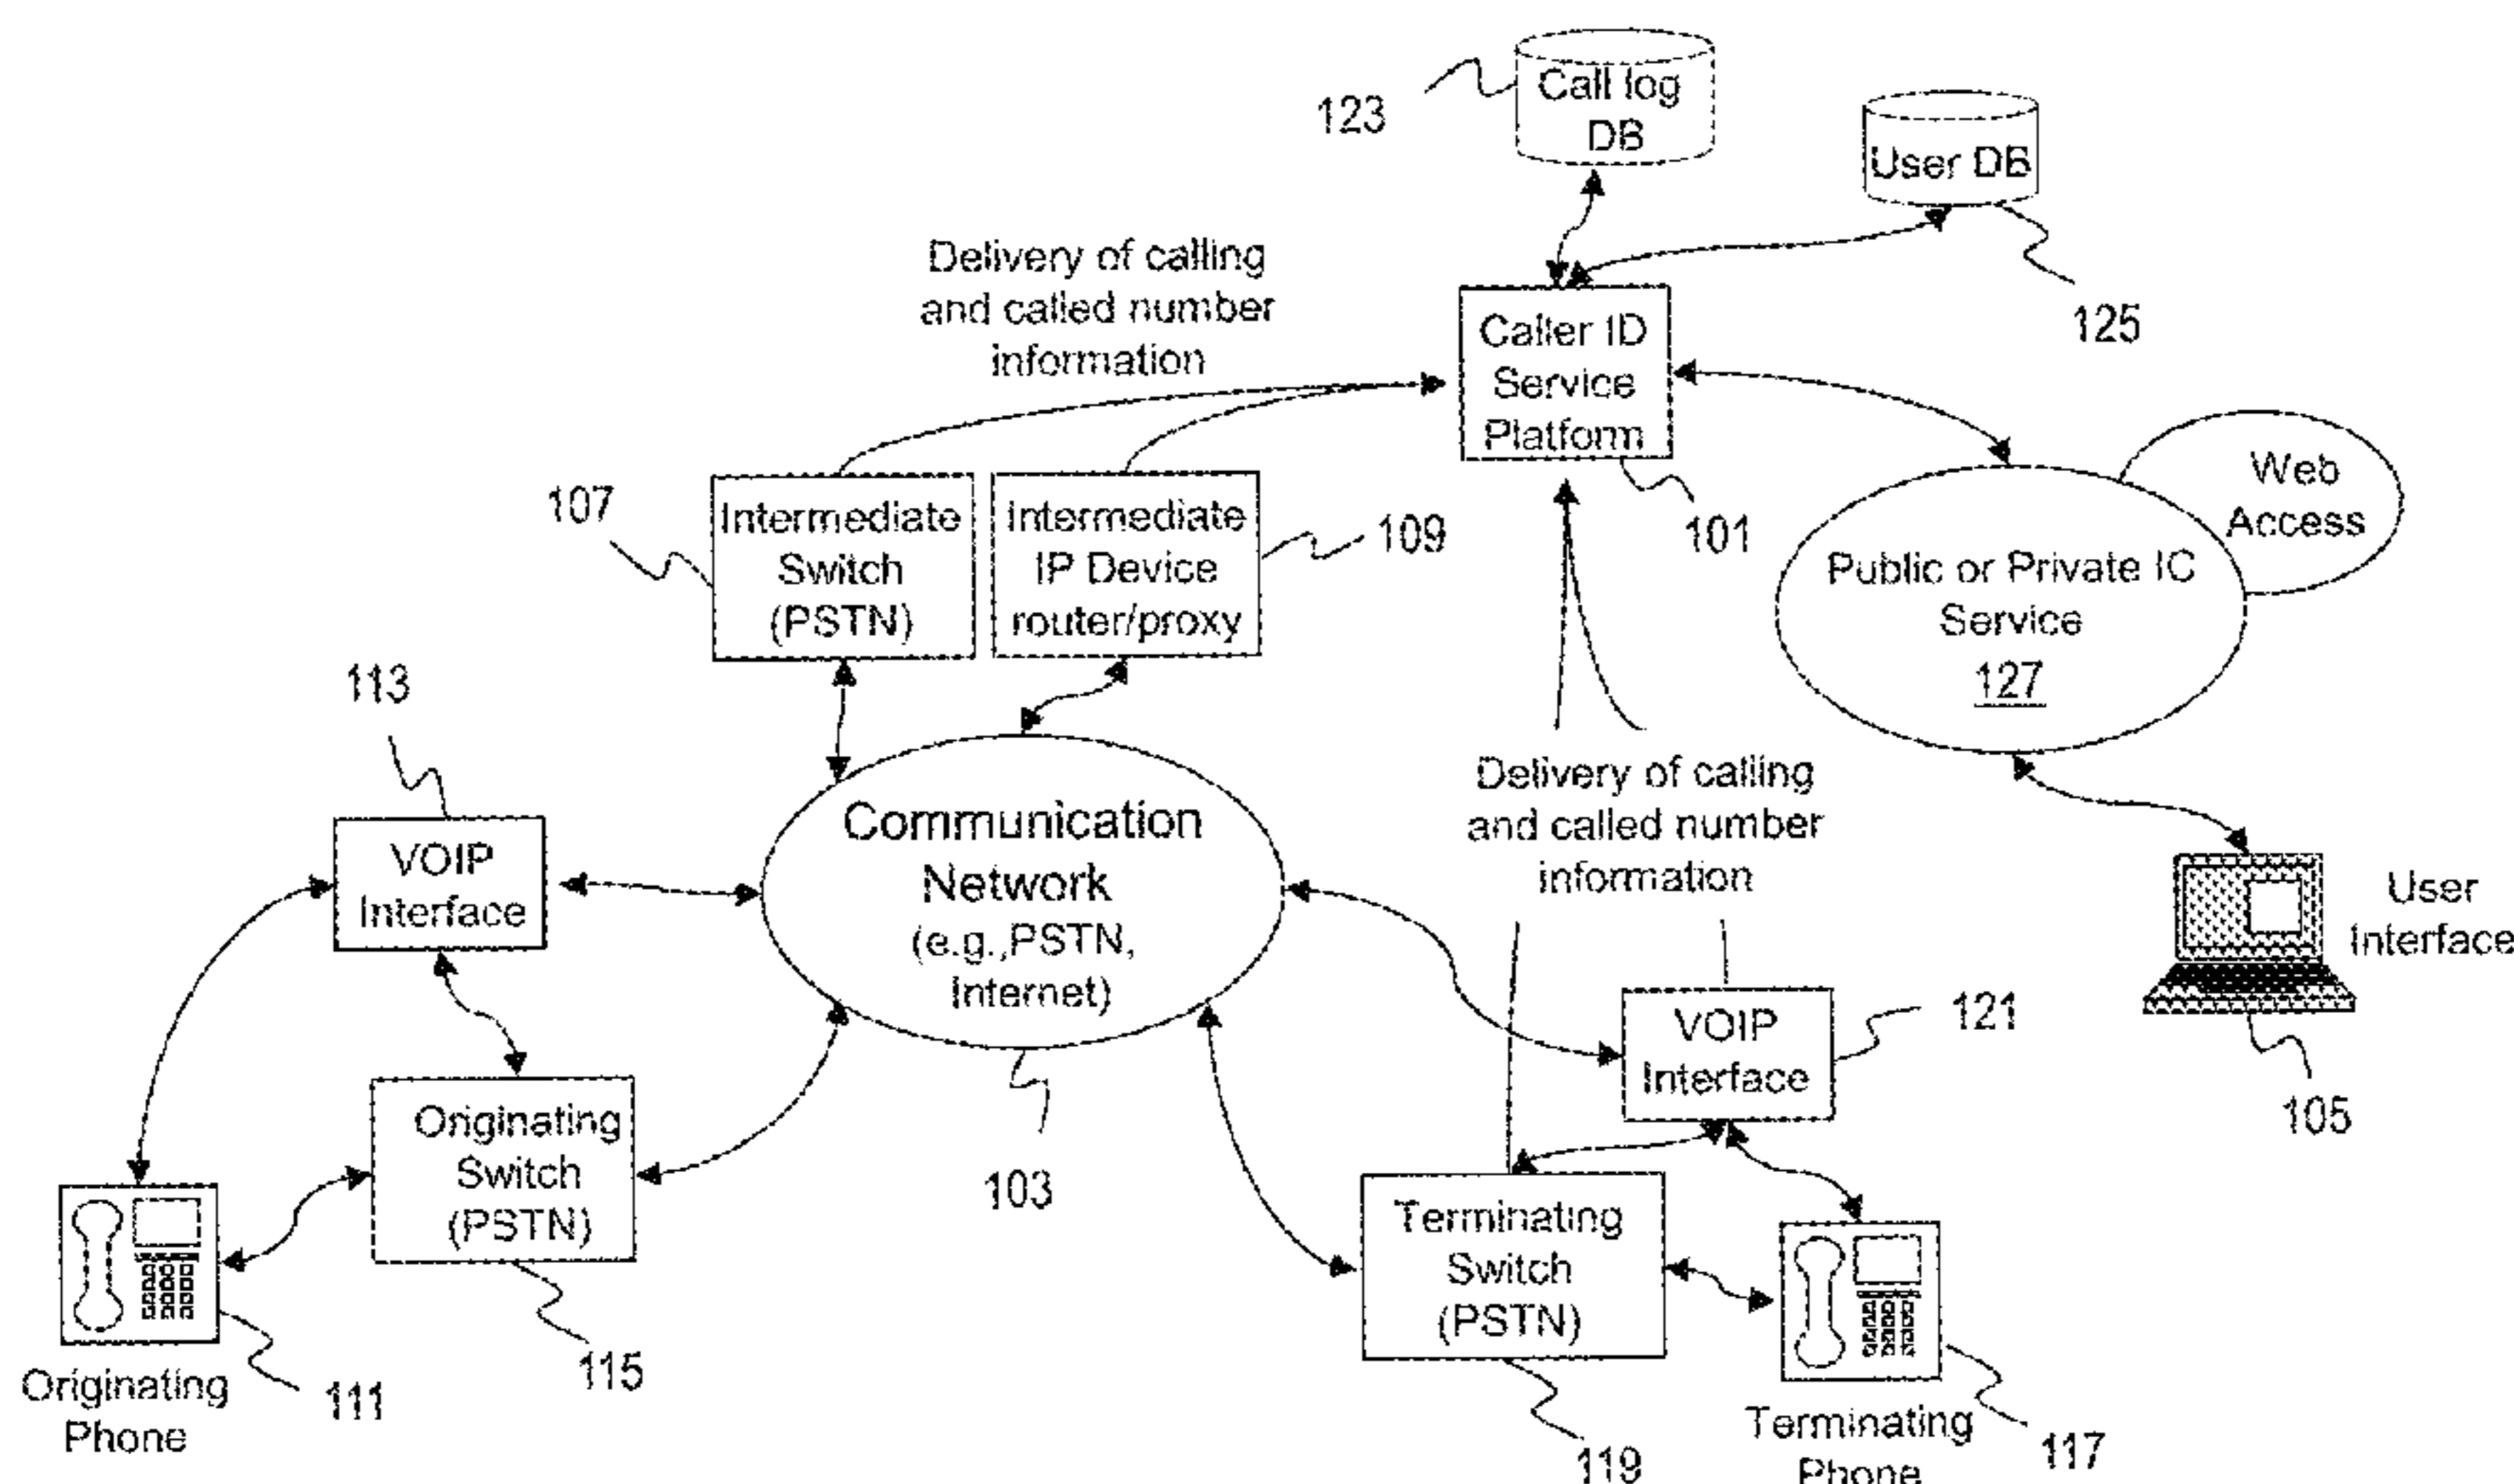 123
Call log
DB
User DB
125
Delivery of calling
and called number
information
Caller ID
Service
Platform
101
Web
Access
Public or Private IC
Service
127
107
Intermediate
Switch
(PSTN)
Intermediate
IP Device
router/proxy
109
113
VOIP
Interface
Communication
Network
(e.g.,PSTN,
Internet)
103
Delivery of calling
and called number
information
User
Interface
105
VOIP
Interface
121
Originating
Switch
(PSTN)
115
Originating
Phone
111
Terminating
Switch
(PSTN)
119
Terminating
Phone
117